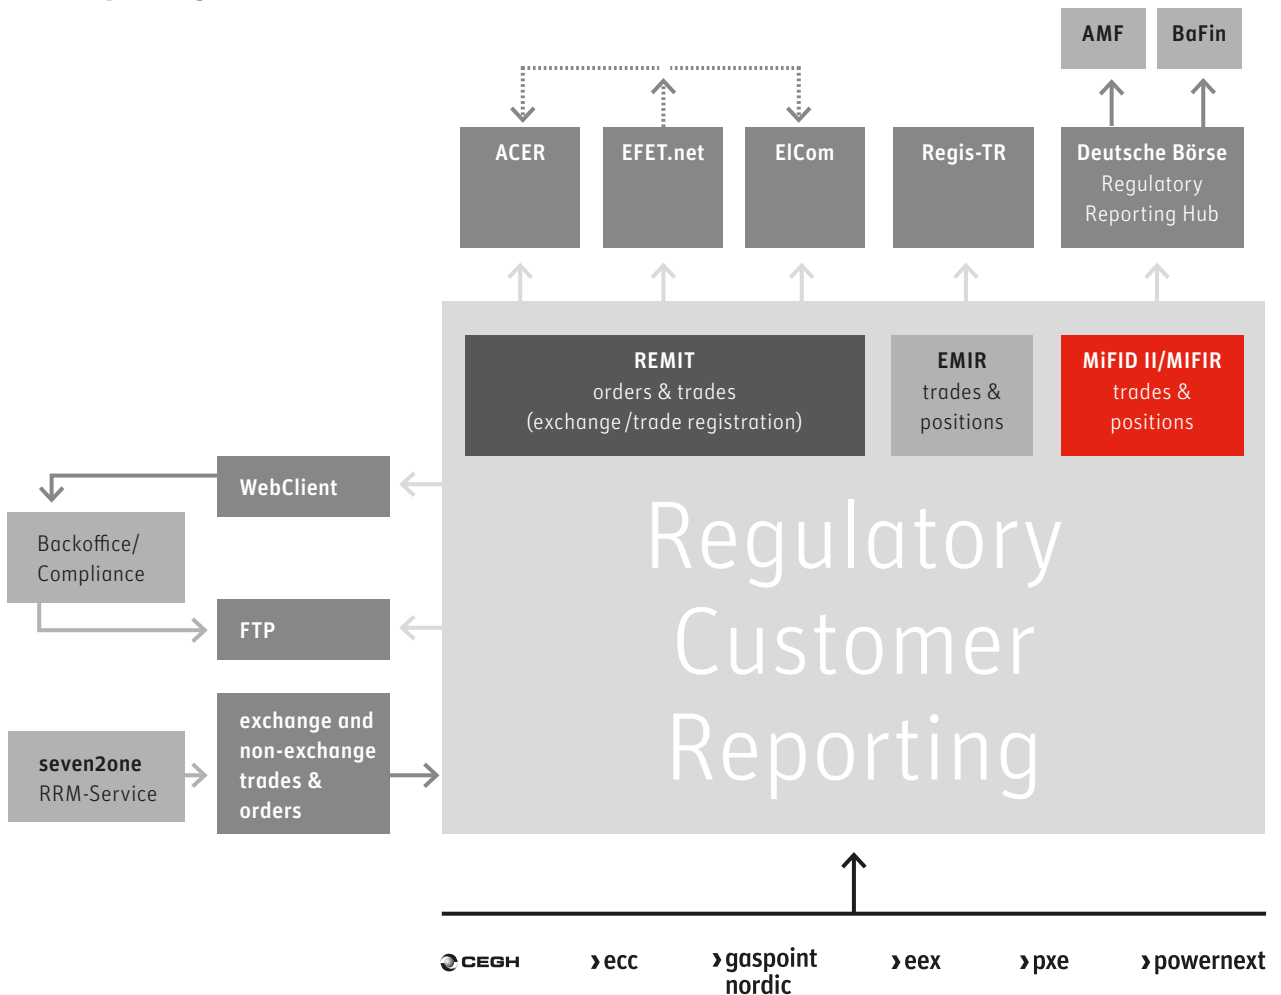 AMF
BaFin
ACER
EFET.net
ElCom
Regis-TR
Deutsche Börse
Regulatory
Reporting Hub
REMIT
orders & trades
(exchange/trade registration)
EMIR
trades &
positions
MiFID II/MIFIR
trades &
positions
WebClient
Backoffice/
Compliance
FTP
Regulatory
Customer
Reporting
exchange and
non-exchange
trades &
orders
seven2one
RRM-Service
CEGH
ecc
gaspoint
nordic
eex
pxe
powernext